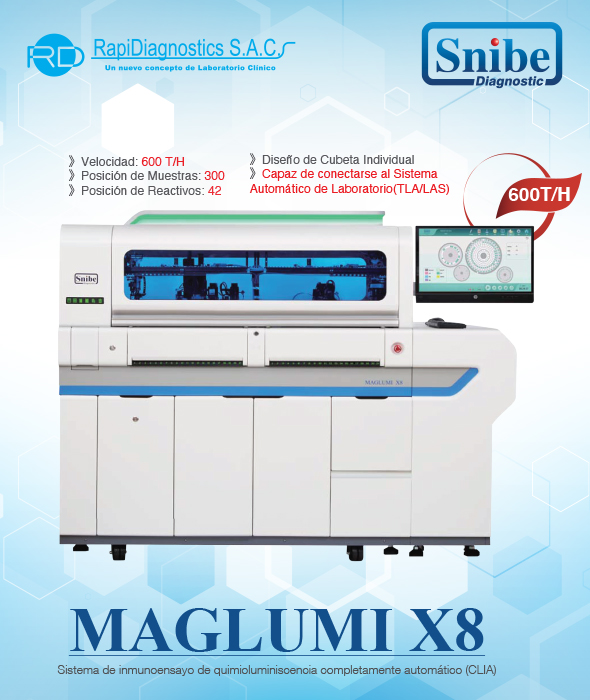 RD
RapiDiagnostics S.A.C.
Un nuevo concepto de Laboratorio Clínico
Snibe
Diagnostic
》Velocidad: 600 T/H
》Posición de Muestras: 300
》Posición de Reactivos: 42
》Diseño de Cubeta Individual
》Capaz de conectarse al Sistema
Automático de Laboratorio(TLA/LAS)
600T/H
Snibe
MAGLUMI X8
MAGLUMI X8
Sistema de inmunoensayo de quimioluminiscencia completamente automático (CLIA)